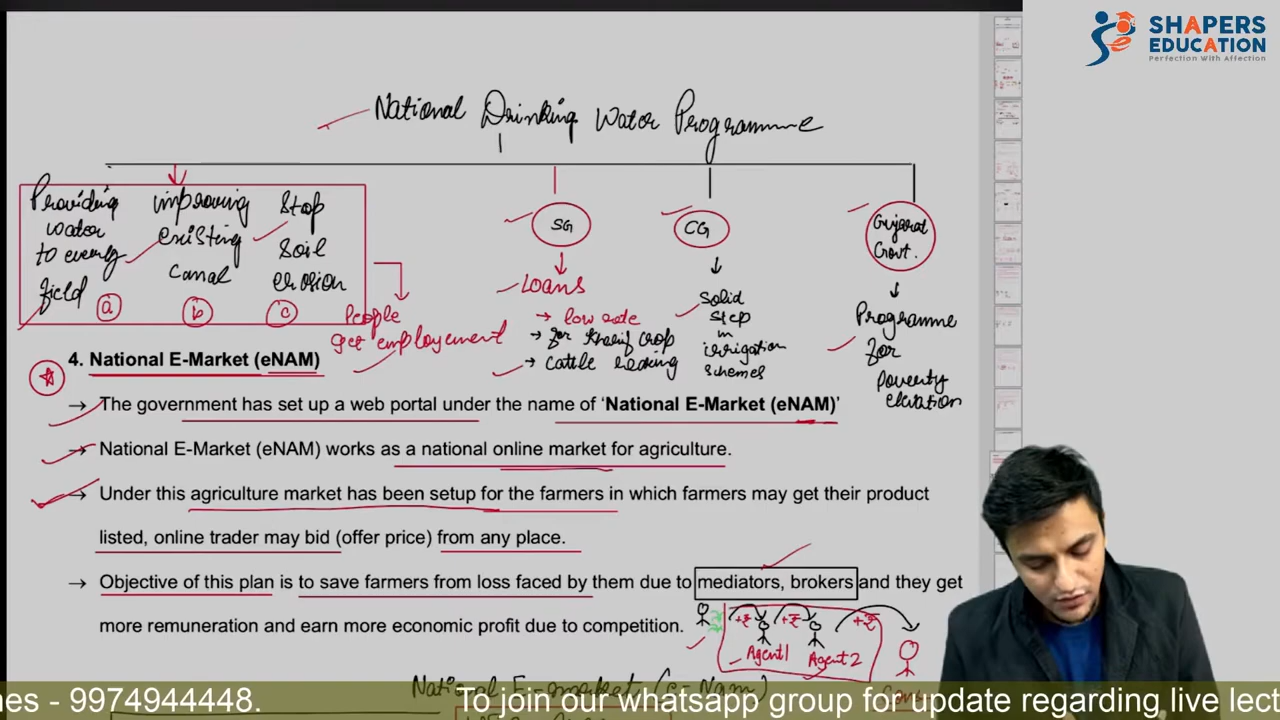 SHAPERS
EDUCATION
Perfection With Affection
National Drinking Water Programme
Providing
water
to every
field
a
improving
existing
canal
b
Stop
Soil
erosion
c
People
get employement
SG
Loans
→ low rate
→ for Kharif crop
→ Cattle
CG
Solid
step
in
irrigation
schemes
Gujarat
Govt.
Programme
for
Poverty
4. National E-Market (eNAM)
→ The government has set up a web portal under the name of ‘National E-Market (eNAM)’
→ National E-Market (eNAM) works as a national online market for agriculture.
→ Under this agriculture market has been setup for the farmers in which farmers may get their product
listed, online trader may bid (offer price) from any place.
→ Objective of this plan is to save farmers from loss faced by them due to mediators, brokers and they get
more remuneration and earn more economic profit due to competition.
+₹ +₹ +₹
Agent1 Agent2
National E-market (e-Nam)
nes - 9974944448. To join our whatsapp group for update regarding live lect